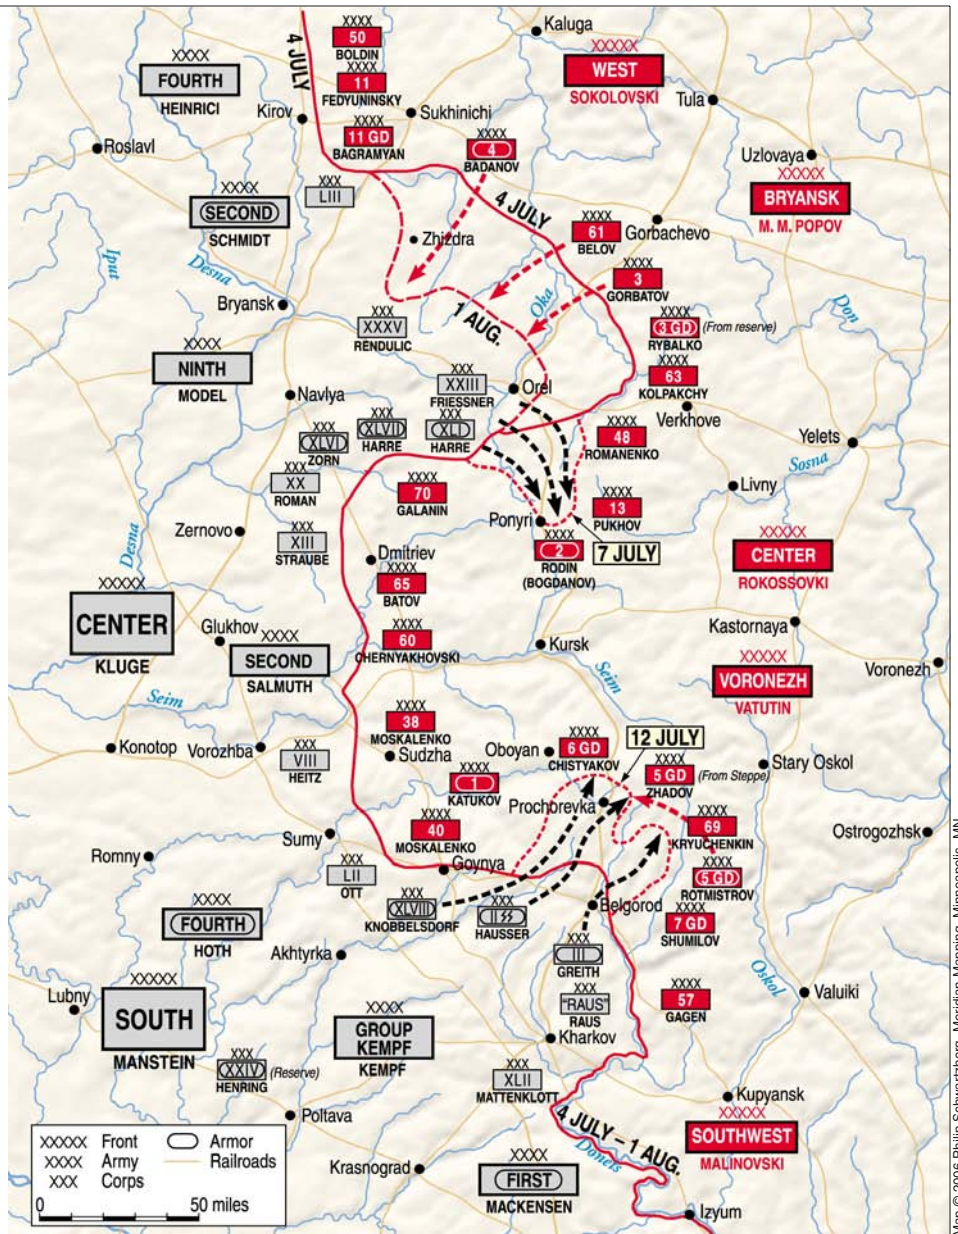 XXXX
50
BOLDIN
XXXX
11
FEDYUNINSKY
XXXX
11 GD
BAGRAMYAN
4 JULY
Kaluga
XXXXX
WEST
SOKOLOVSKI
XXXX
FOURTH
HEINRICI
Kirov
Sukhinichi
Tula
Roslavl
XXXX
4
BADANOV
Uzlovaya
XXXXX
BRYANSK
M. M. POPOV
XXX
LIII
XXXX
SECOND
SCHMIDT
4 JULY
XXXX
61
BELOV
Gorbachevo
Zhizdra
Iput
Desna
XXXX
3
GORBATOV
Oka
Don
Bryansk
XXX
XXXV
RENDULIC
1 AUG.
XXXX
3 GD
(From reserve)
RYBALKO
XXXX
NINTH
MODEL
XXX
XXIII
FRIESSNER
Orel
XXXX
63
KOLPAKCHY
Navlya
Verkhove
XXX
XLVII
HARRE
XXX
XLI
HARRE
XXX
XLVI
ZORN
XXXX
48
ROMANENKO
Yelets
Sosna
XXX
XX
ROMAN
XXXX
70
GALANIN
Livny
XXXX
13
PUKHOV
Ponyri
Zernovo
XXX
XIII
STRAUBE
Desna
XXXX
2
RODIN
(BOGDANOV)
7 JULY
XXXXX
CENTER
ROKOSSOVKI
Dmitriev
XXXX
65
BATOV
XXXXX
CENTER
KLUGE
Glukhov
XXXX
SECOND
SALMUTH
XXXX
60
CHERNYAKHOVSKI
Kursk
Kastornaya
Voronezh
XXXXX
VORONEZH
VATUTIN
Seim
Seim
XXXX
38
MOSKALENKO
Konotop
Vorozhba
XXX
VIII
HEITZ
Sudzha
Oboyan
XXXX
6 GD
CHISTYAKOV
12 JULY
XXXX
5 GD
(From Steppe)
ZHADOV
Stary Oskol
XXXX
1
KATUKOV
Prochorevka
XXXX
69
KRYUCHENKIN
XXXX
40
MOSKALENKO
Sumy
Ostrogozhsk
Romny
Goynya
XXX
LII
OTT
XXXX
5 GD
ROTMISTROV
XXX
XLVIII
KNOBBELSDORF
XXX
II SS
HAUSSER
Belgorod
XXXX
7 GD
SHUMILOV
XXXX
FOURTH
HOTH
Akhtyrka
XXX
III
GREITH
Oskol
Lubny
XXXXX
SOUTH
MANSTEIN
XXX
"RAUS"
RAUS
XXXX
57
GAGEN
Valuiki
XXXX
GROUP
KEMPF
KEMPF
Kharkov
XXX
XXIV
(Reserve)
HENRING
XXX
XLII
MATTENKLOTT
Kupyansk
Poltava
XXXXX
SOUTHWEST
MALINOVSKI
4 JULY – 1 AUG.
Donets
XXXXX Front
XXXX Army
XXX Corps
Armor
Railroads
0 50 miles
Krasnograd
XXXX
FIRST
MACKENSEN
Izyum
Map © 2006 Philip Schwartzberg, Meridian Mapping, Minneapolis, MN